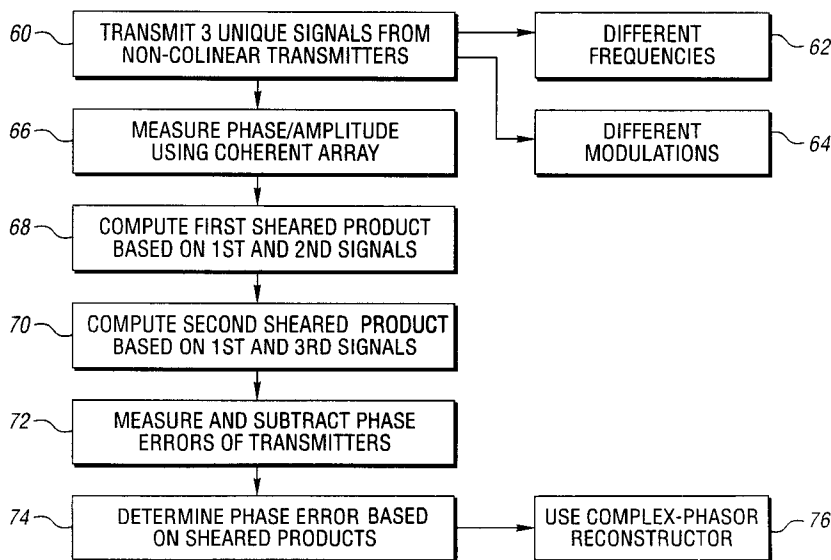 60
TRANSMIT 3 UNIQUE SIGNALS FROM
NON-COLINEAR TRANSMITTERS
DIFFERENT
FREQUENCIES
62
66
MEASURE PHASE/AMPLITUDE
USING COHERENT ARRAY
DIFFERENT
MODULATIONS
64
68
COMPUTE FIRST SHEARED PRODUCT
BASED ON 1ST AND 2ND SIGNALS
70
COMPUTE SECOND SHEARED PRODUCT
BASED ON 1ST AND 3RD SIGNALS
72
MEASURE AND SUBTRACT PHASE
ERRORS OF TRANSMITTERS
74
DETERMINE PHASE ERROR BASED
ON SHEARED PRODUCTS
USE COMPLEX-PHASOR
RECONSTRUCTOR
76